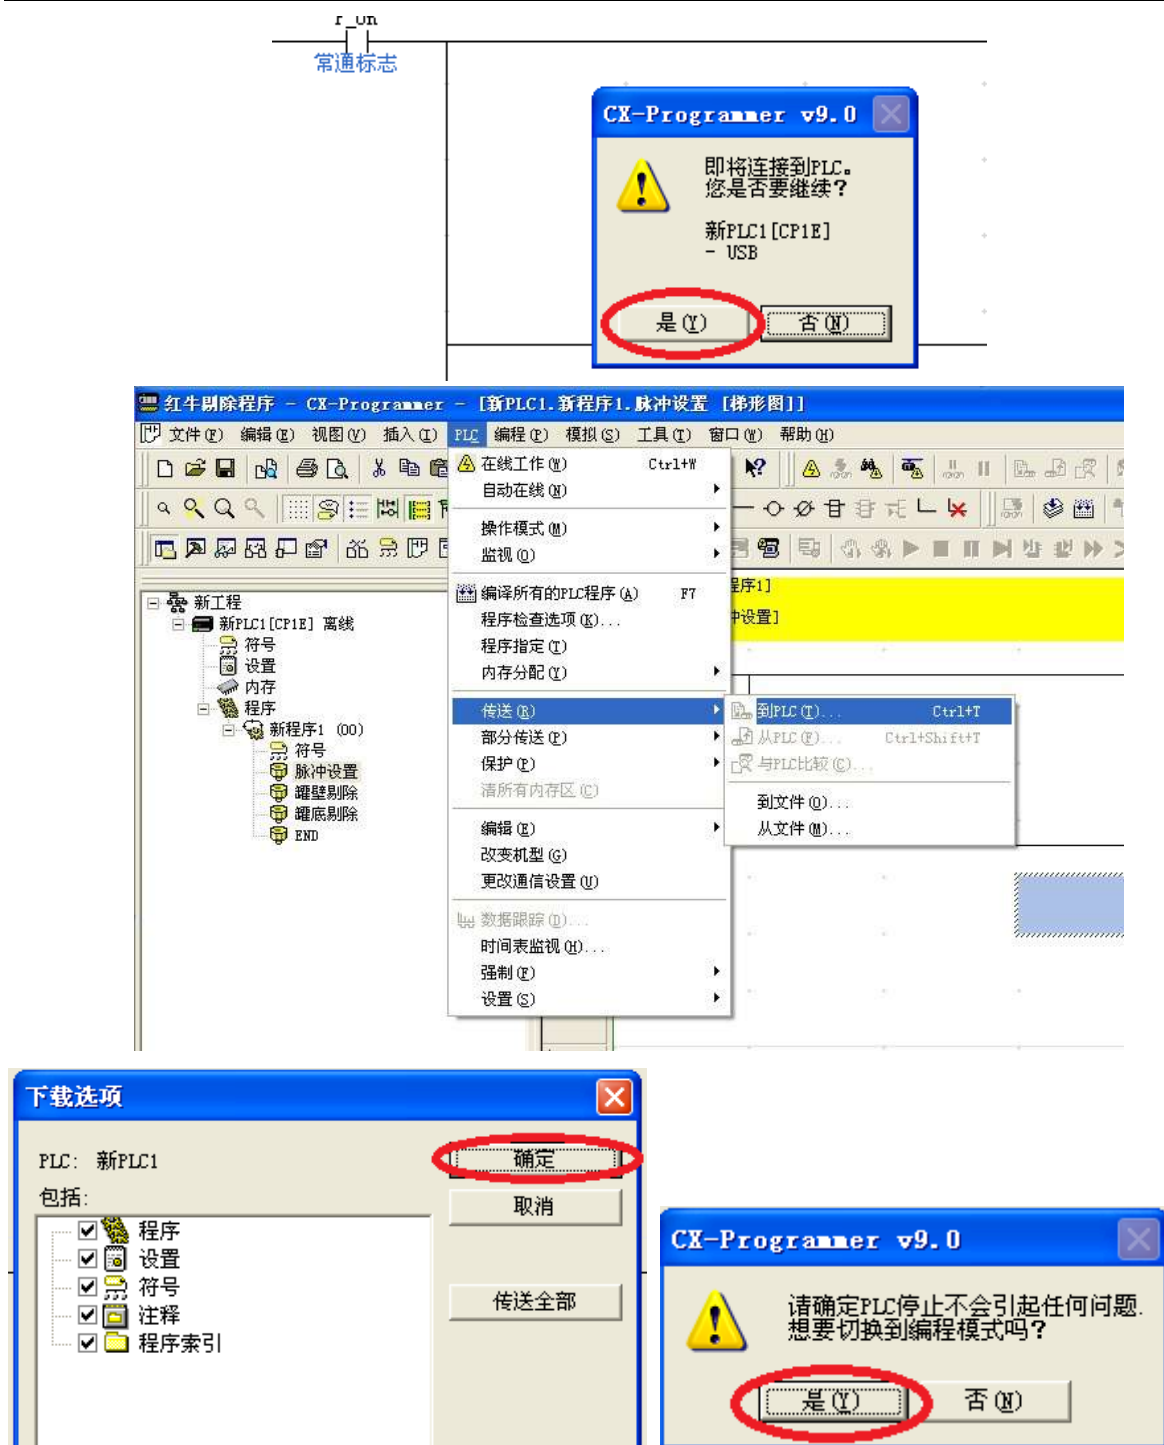 常通标志
CX-Programmer v9.0
即将连接到PLC。
您是否要继续？
新PLC1[CP1E]
- USB
是(Y)
否(N)
红牛剔除程序 - CX-Programmer - [新PLC1.新程序1.脉冲设置 [梯形图]]
文件(F) 编辑(E) 视图(V) 插入(I) PLC 编程(P) 模拟(S) 工具(T) 窗口(W) 帮助(H)
在线工作(W) Ctrl+W
自动在线(N)
操作模式(M)
监视(O)
编译所有的PLC程序(A) F7
程序检查选项(K)...
程序指定(T)
内存分配(Y)
传送(R)
部分传送(P)
保护(P)
清所有内存区(C)
编辑(E)
改变机型(G)
更改通信设置(U)
数据跟踪(D)...
时间表监视(H)...
强制(F)
设置(S)
到PLC(T)... Ctrl+T
从PLC(F)... Ctrl+Shift+T
与PLC比较(C)...
到文件(O)...
从文件(M)...
程序1]
冲设置]
新工程
新PLC1[CP1E] 离线
符号
设置
内存
程序
新程序1 (00)
符号
脉冲设置
罐壁剔除
罐底剔除
END
下载选项
PLC: 新PLC1
包括:
程序
设置
符号
注释
程序索引
确定
取消
传送全部
CX-Programmer v9.0
请确定PLC停止不会引起任何问题.
想要切换到编程模式吗?
是(Y)
否(N)